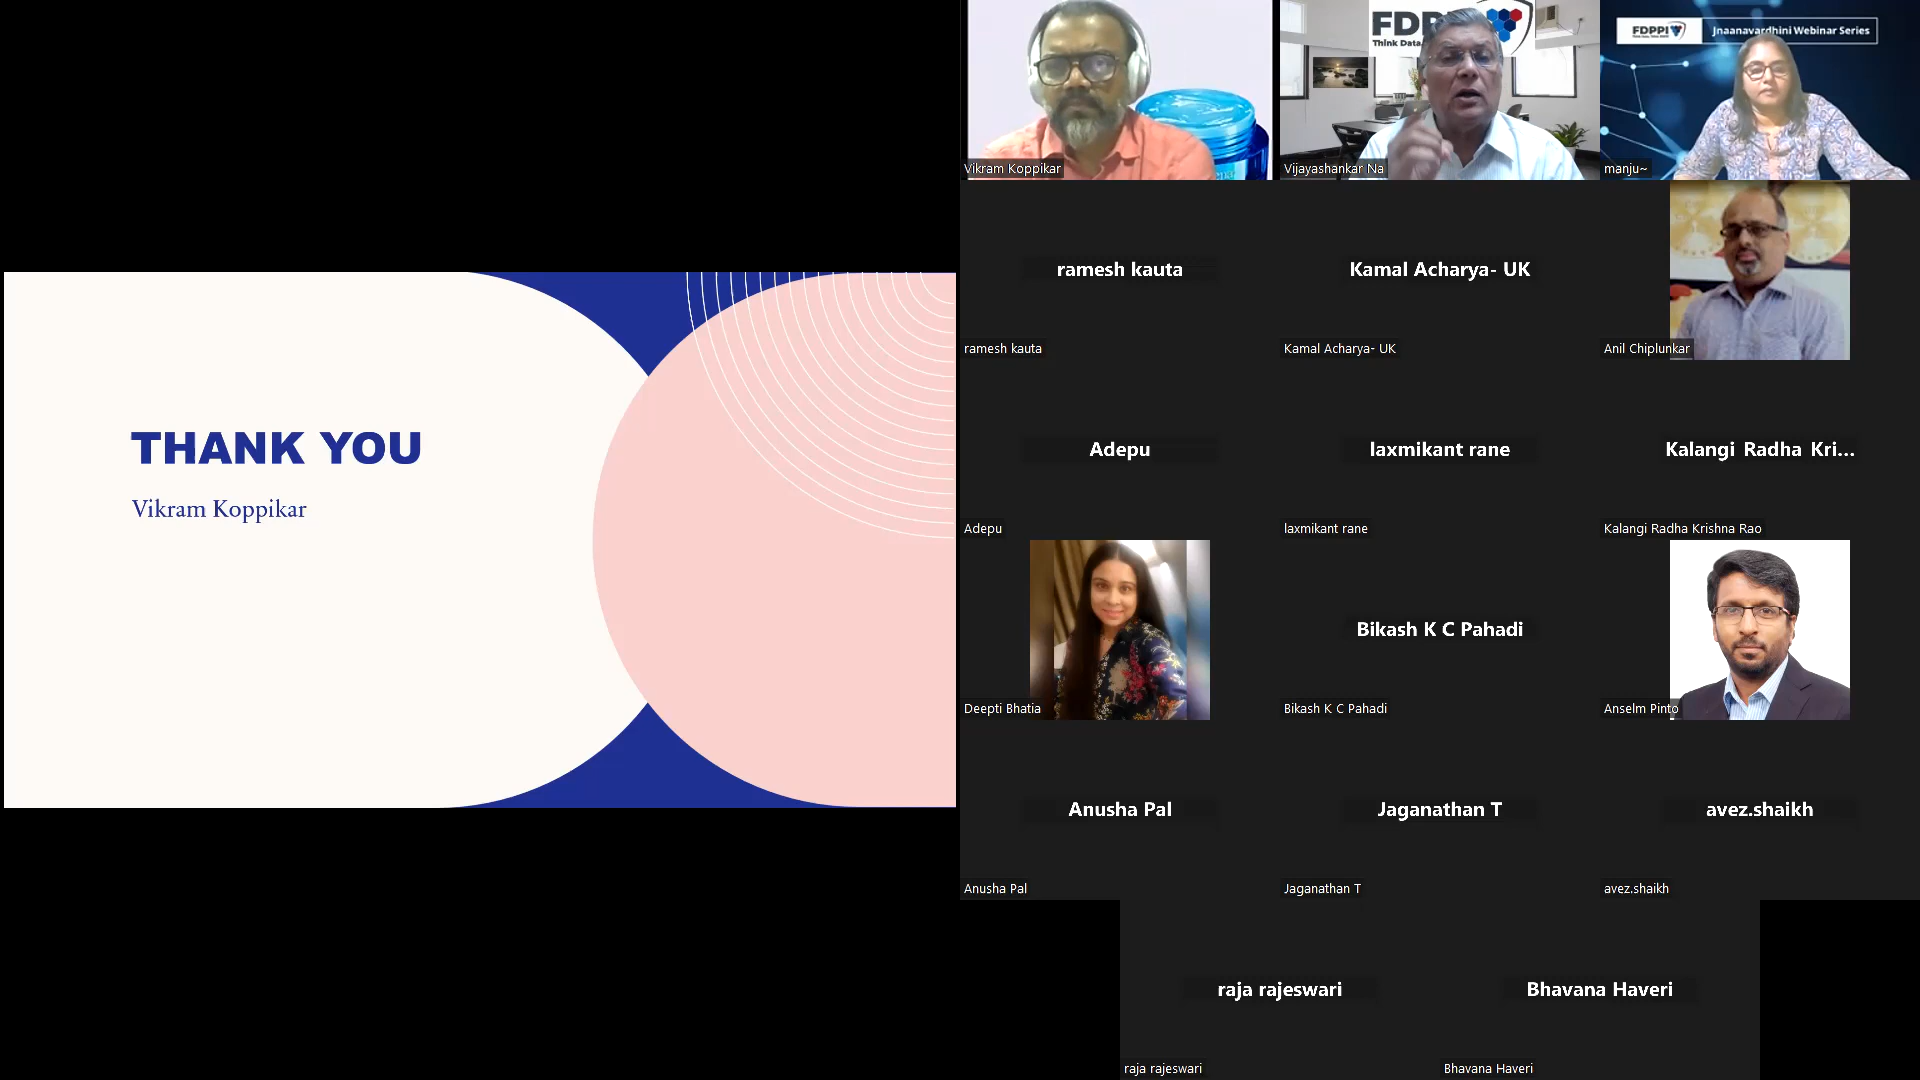 THANK YOU
Vikram Koppikar
Vikram Koppikar
FDPPI
Think Data.
Vijayashankar Na
FDPPI
Jnaanavardhini Webinar Series
manju~
ramesh kauta
ramesh kauta
Kamal Acharya- UK
Kamal Acharya- UK
Anil Chiplunkar
Adepu
Adepu
laxmikant rane
laxmikant rane
Kalangi Radha Kri...
Kalangi Radha Krishna Rao
Deepti Bhatia
Bikash K C Pahadi
Bikash K C Pahadi
Anselm Pinto
Anusha Pal
Anusha Pal
Jaganathan T
Jaganathan T
avez.shaikh
avez.shaikh
raja rajeswari
raja rajeswari
Bhavana Haveri
Bhavana Haveri